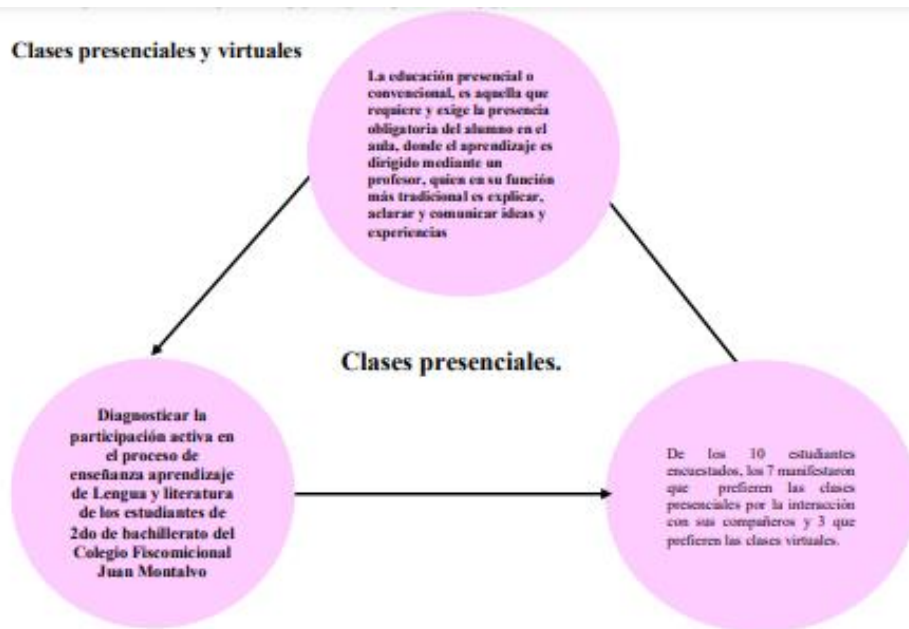 Clases presenciales y virtuales
La educación presencial o
convencional, es aquella que
requiere y exige la presencia
obligatoria del alumno en el
aula, donde el aprendizaje es
dirigido mediante un
profesor, quien en su función
más tradicional es explicar,
aclarar y comunicar ideas y
experiencias
Clases presenciales.
Diagnosticar la
participación activa en
el proceso de
enseñanza aprendizaje
de Lengua y literatura
de los estudiantes de
2do de bachillerato del
Colegio Fiscomicional
Juan Montalvo
De los 10 estudiantes
encuestados, los 7 manifestaron
que prefieren las clases
presenciales por la interacción
con sus compañeros y 3 que
prefieren las clases virtuales.